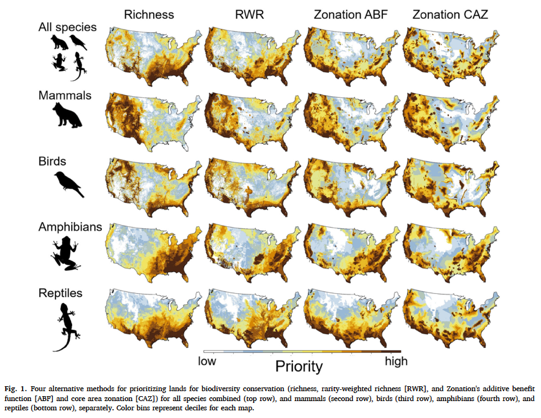 Richness RWR Zonation ABF Zonation CAZ
All species
Mammals
Birds
Amphibians
Reptiles
low high
Priority
Fig. 1. Four alternative methods for prioritizing lands for biodiversity conservation (richness, rarity-weighted richness [RWR], and Zonation's additive benefit
function [ABF] and core area zonation [CAZ]) for all species combined (top row), and mammals (second row), birds (third row), amphibians (fourth row), and
reptiles (bottom row), separately. Color bins represent deciles for each map.